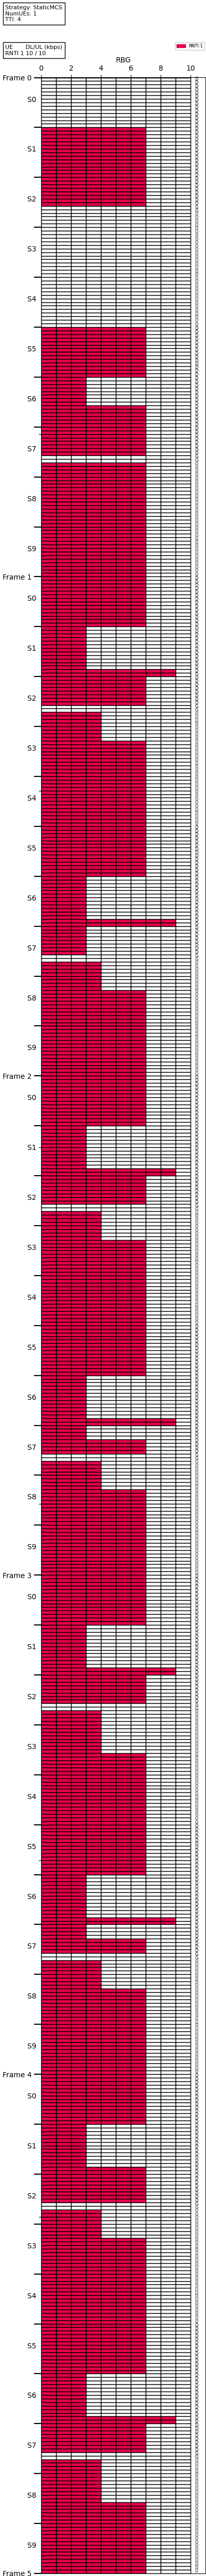 Strategy: StaticMCS
NumUEs: 1
TTI: 4
UE DL/UL (kbps)
RNTI 1 10 / 10
RNTI 1
RBG
0 2 4 6 8 10
Frame 0
S0
S1
S2
S3
S4
S5
S6
S7
S8
S9
Frame 1
S0
S1
S2
S3
S4
S5
S6
S7
S8
S9
Frame 2
S0
S1
S2
S3
S4
S5
S6
S7
S8
S9
Frame 3
S0
S1
S2
S3
S4
S5
S6
S7
S8
S9
Frame 4
S0
S1
S2
S3
S4
S5
S6
S7
S8
S9
Frame 5